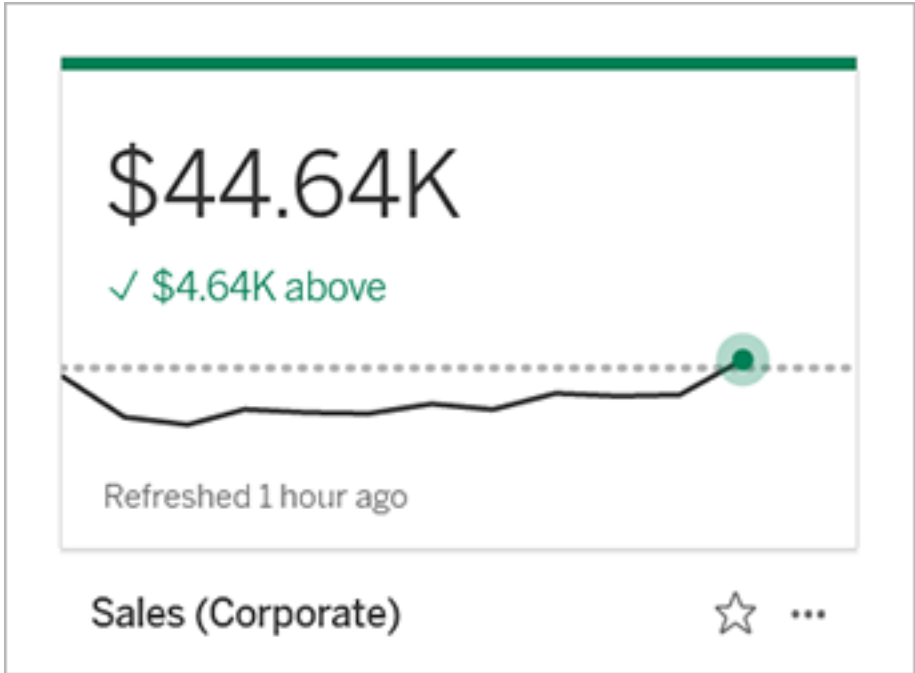 $44.64K
✓ $4.64K above
Refreshed 1 hour ago
Sales (Corporate)